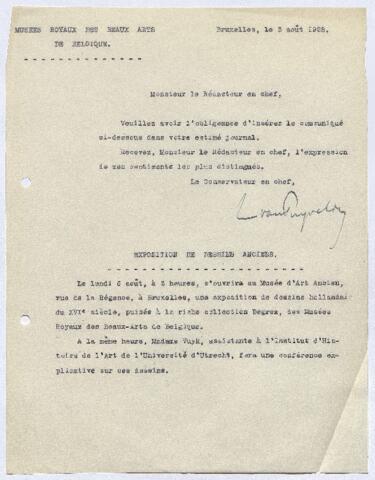 MUSEES ROYAUX DES BEAUX ARTS
DE BELGIQUE.
Bruxelles, le 3 août 1928.
Monsieur le Rédacteur en chef,
Veuillez avoir l'obligeance d'insérer le communiqué
ci-dessous dans votre estimé journal.
Recevez, Monsieur le Rédacteur en chef, l'expression
de mes sentiments les plus distingués.
Le Conservateur en chef,
EXPOSITION DE DESSINS ANCIENS.
Le lundi 6 août, à 3 heures, s'ouvrira au Musée d'Art Ancien,
rue de la Régence, à Bruxelles, une exposition de dessins hollandais
du XVIe siècle, puisés à la riche collection Degrez, des Musées
Royaux des Beaux-Arts de Belgique.
A la même heure, Madame Vuyk, assistante à l'Institut d'His-
toire de l'Art de l'Université d'Utrecht, fera une conférence ex-
plicative sur ces dessins.